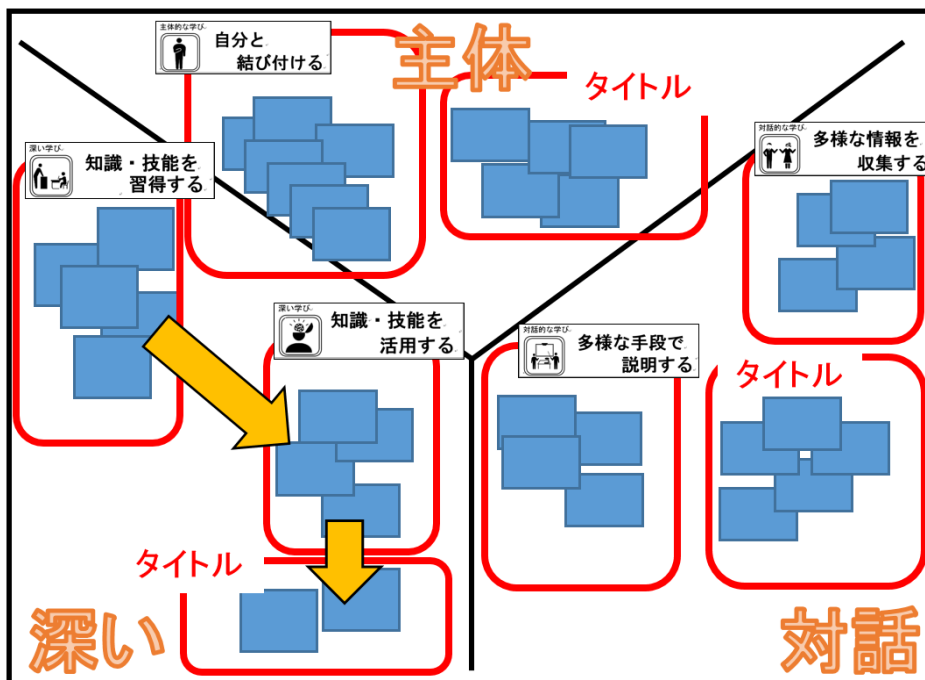 主体的な学び
自分と
結び付ける
主体
タイトル
対話的な学び
多様な情報を
収集する
深い学び
知識・技能を
習得する
深い学び
知識・技能を
活用する
対話的な学び
多様な手段で
説明する
タイトル
タイトル
深い
対話